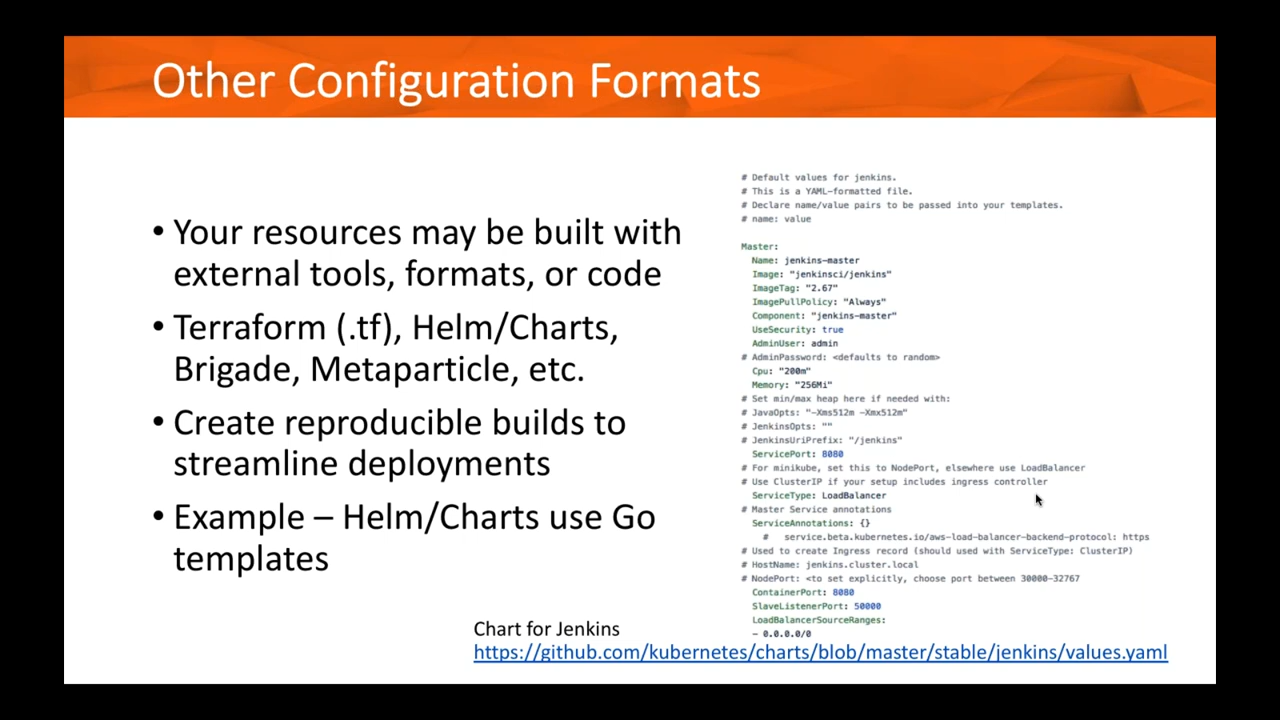 Other Configuration Formats
• Your resources may be built with
external tools, formats, or code
• Terraform (.tf), Helm/Charts,
Brigade, Metaparticle, etc.
• Create reproducible builds to
streamline deployments
• Example – Helm/Charts use Go
templates
# Default values for jenkins.
# This is a YAML-formatted file.
# Declare name/value pairs to be passed into your templates.
# name: value
Master:
Name: jenkins-master
Image: "jenkinsci/jenkins"
ImageTag: "2.67"
ImagePullPolicy: "Always"
Component: "jenkins-master"
UseSecurity: true
AdminUser: admin
# AdminPassword: <defaults to random>
Cpu: "200m"
Memory: "256Mi"
# Set min/max heap here if needed with:
# JavaOpts: "-Xms512m -Xmx512m"
# JenkinsOpts: ""
# JenkinsUriPrefix: "/jenkins"
ServicePort: 8080
# For minikube, set this to NodePort, elsewhere use LoadBalancer
# Use ClusterIP if your setup includes ingress controller
ServiceType: LoadBalancer
# Master Service annotations
ServiceAnnotations: {}
# service.beta.kubernetes.io/aws-load-balancer-backend-protocol: https
# Used to create Ingress record (should used with ServiceType: ClusterIP)
# HostName: jenkins.cluster.local
# NodePort: <to set explicitly, choose port between 30000-32767
ContainerPort: 8080
SlaveListenerPort: 50000
LoadBalancerSourceRanges:
- 0.0.0.0/0
Chart for Jenkins
https://github.com/kubernetes/charts/blob/master/stable/jenkins/values.yaml